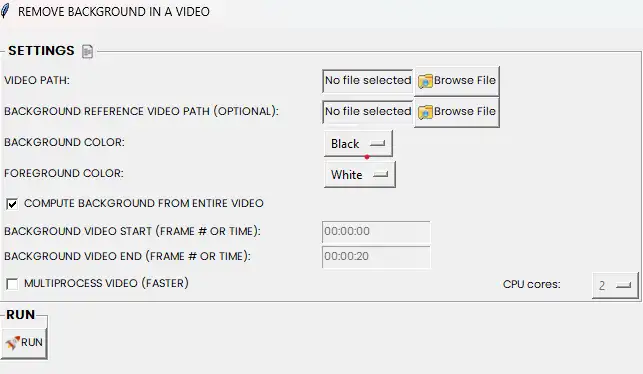 REMOVE BACKGROUND IN A VIDEO
SETTINGS
VIDEO PATH: No file selected Browse File
BACKGROUND REFERENCE VIDEO PATH (OPTIONAL): No file selected Browse File
BACKGROUND COLOR: Black
FOREGROUND COLOR: White
COMPUTE BACKGROUND FROM ENTIRE VIDEO
BACKGROUND VIDEO START (FRAME # OR TIME): 00:00:00
BACKGROUND VIDEO END (FRAME # OR TIME): 00:00:20
MULTIPROCESS VIDEO (FASTER) CPU cores: 2
RUN
RUN